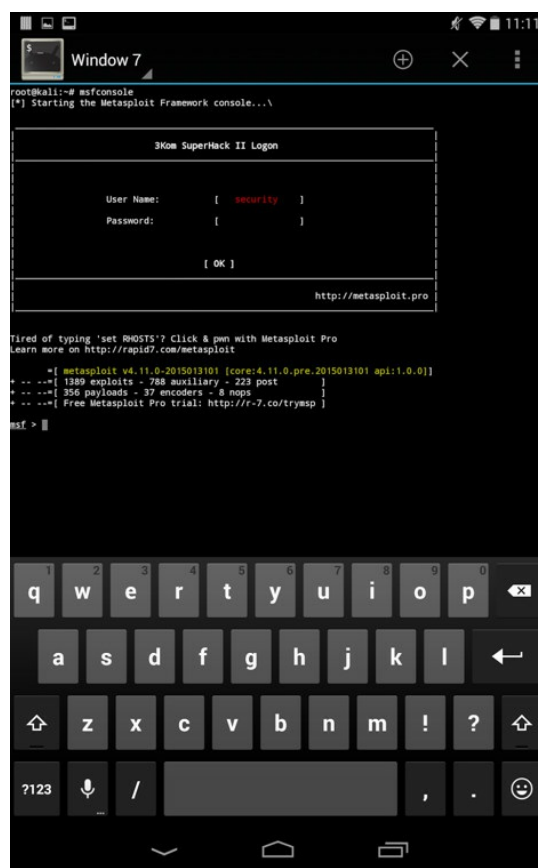 11:11
$
Window 7
root@kali:~# msfconsole
[*] Starting the Metasploit Framework console...\
3Kom SuperHack II Logon
User Name: [ security ]
Password: [ ]
[ OK ]
http://metasploit.pro
Tired of typing 'set RHOSTS'? Click & pwn with Metasploit Pro
Learn more on http://rapid7.com/metasploit
=[ metasploit v4.11.0-2015013101 [core:4.11.0.pre.2015013101 api:1.0.0]]
+ -- --=[ 1389 exploits - 788 auxiliary - 223 post ]
+ -- --=[ 356 payloads - 37 encoders - 8 nops ]
+ -- --=[ Free Metasploit Pro trial: http://r-7.co/trymsp ]
msf >
1 2 3 4 5 6 7 8 9 0
q w e r t y u i o p
a s d f g h j k l
z x c v b n m ! ?
?123 / , .